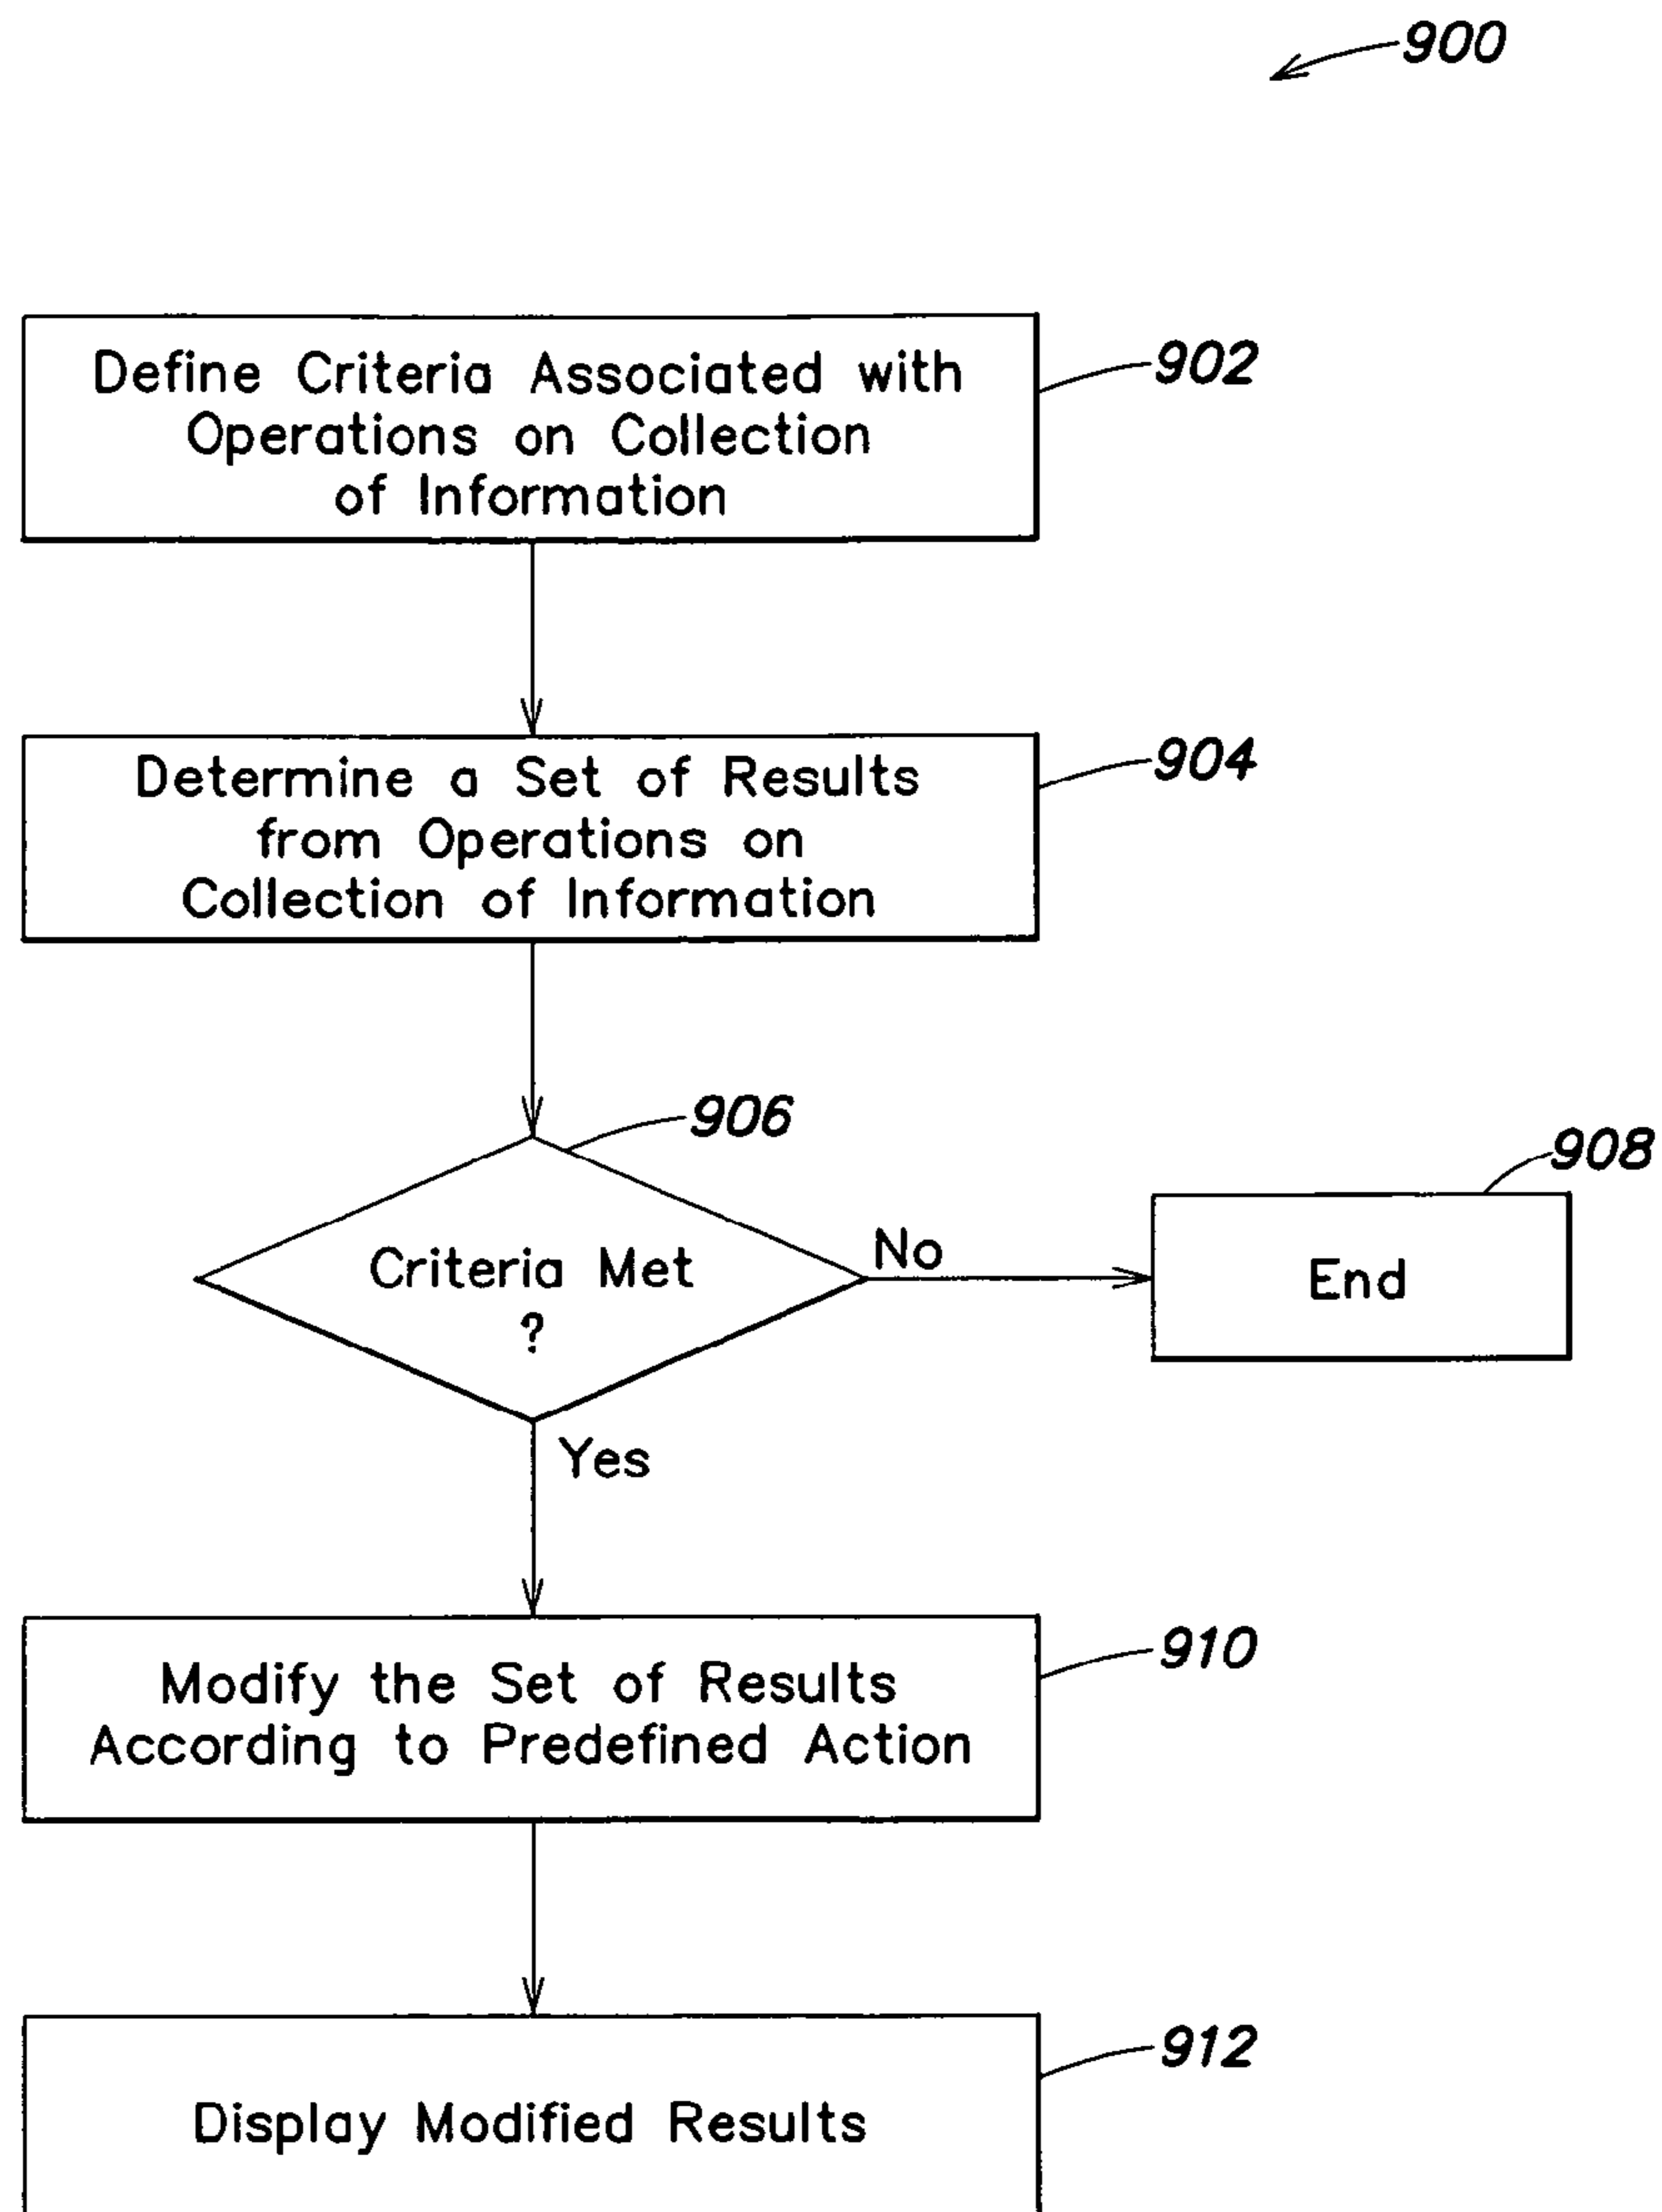 900
Define Criteria Associated with
Operations on Collection
of Information
902
Determine a Set of Results
from Operations on
Collection of Information
904
906
Criteria Met
?
No
908
End
Yes
Modify the Set of Results
According to Predefined Action
910
Display Modified Results
912